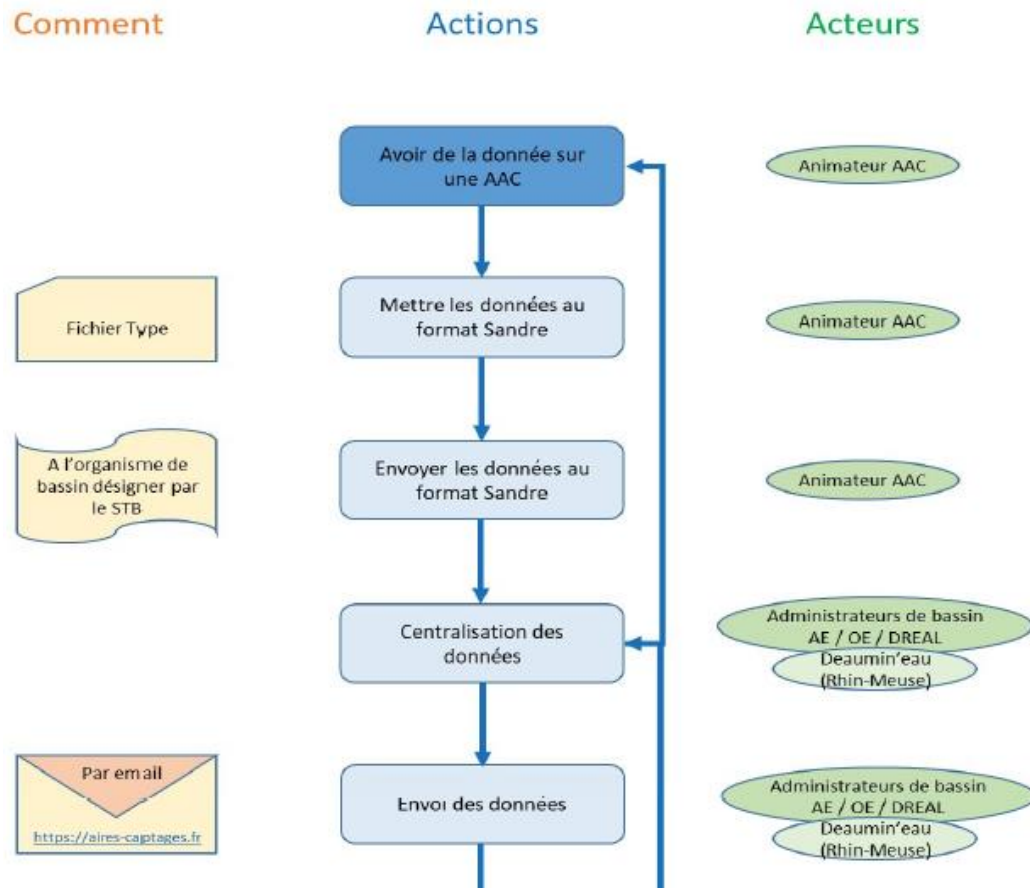 Comment
Actions
Acteurs
Avoir de la donnée sur
une AAC
Animateur AAC
Fichier Type
Mettre les données au
format Sandre
Animateur AAC
A l'organisme de
bassin désigner par
le STB
Envoyer les données au
format Sandre
Animateur AAC
Centralisation des
données
Administrateurs de bassin
AE / OE / DREAL
Deaumin'eau
(Rhin-Meuse)
Par email
https://aires-captages.fr
Envoi des données
Administrateurs de bassin
AE / OE / DREAL
Deaumin'eau
(Rhin-Meuse)